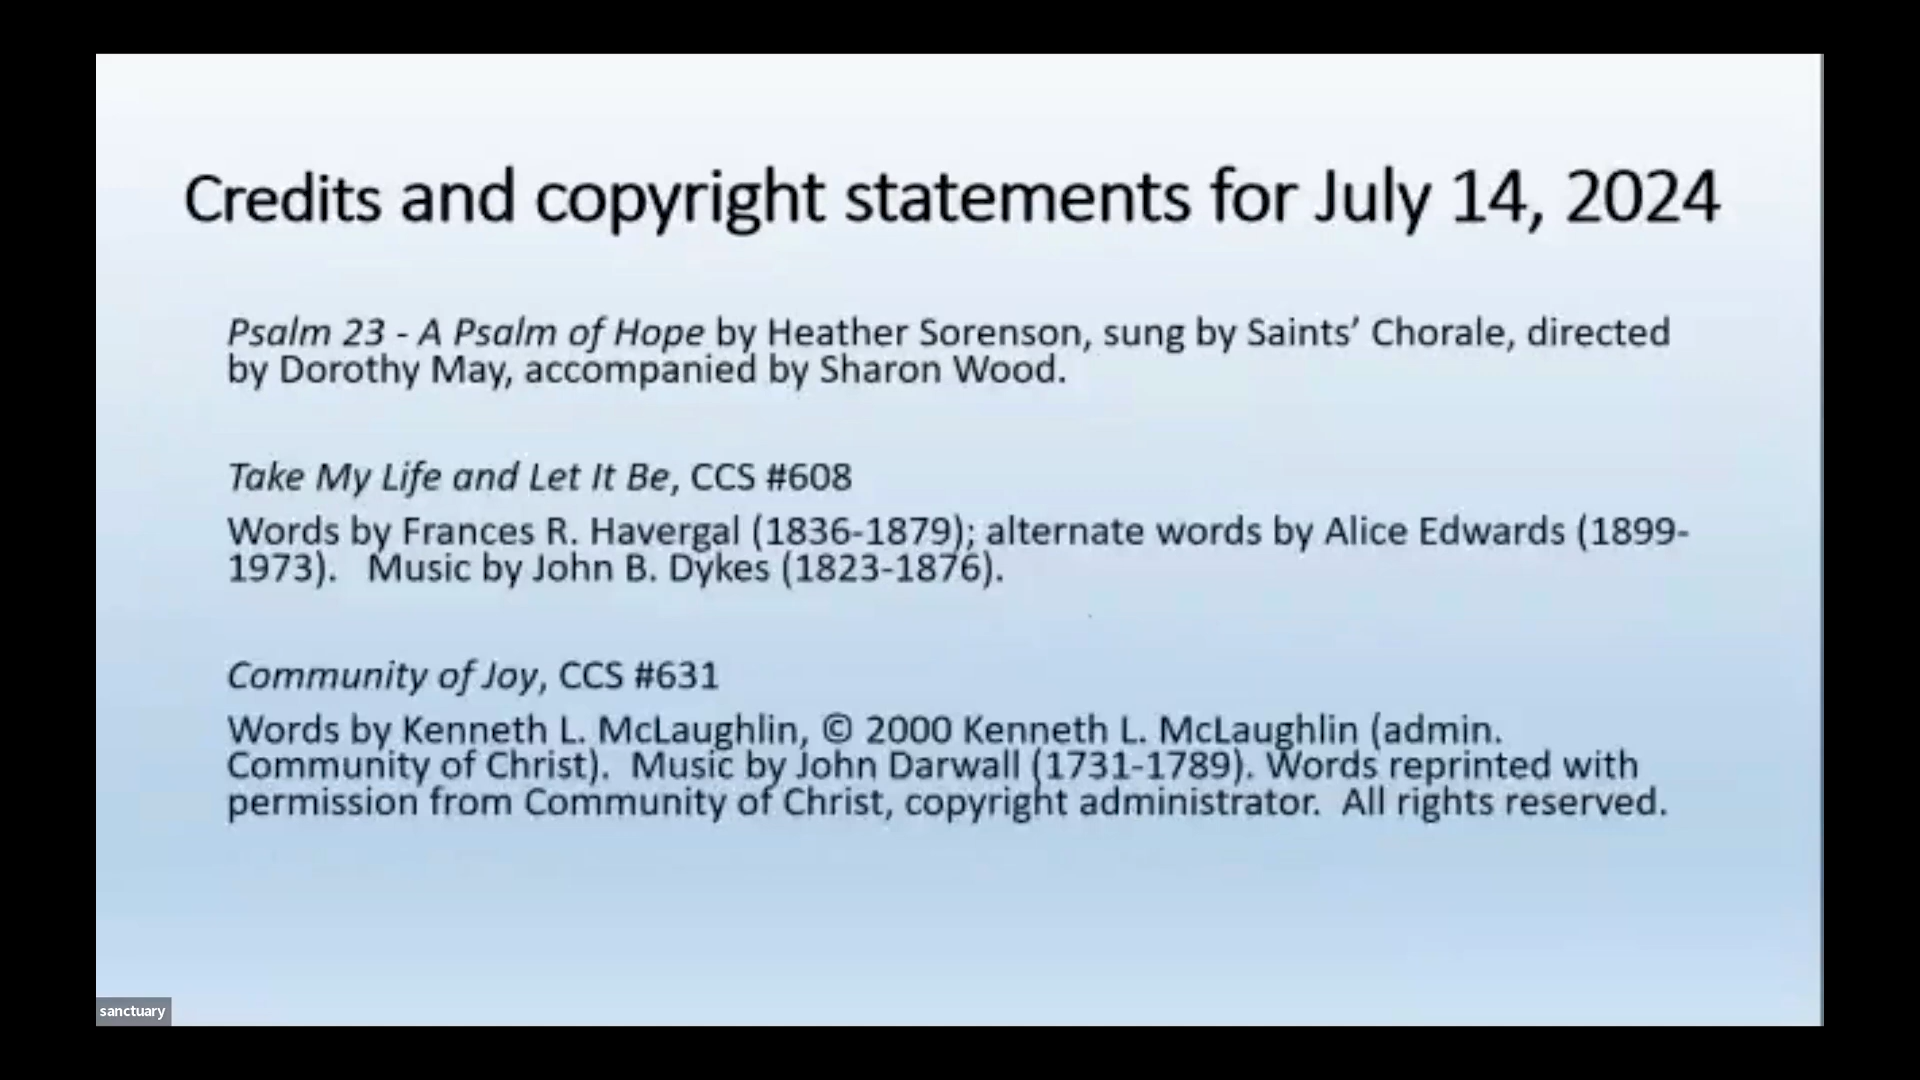 Credits and copyright statements for July 14, 2024
Psalm 23 - A Psalm of Hope by Heather Sorenson, sung by Saints’ Chorale, directed
by Dorothy May, accompanied by Sharon Wood.
Take My Life and Let It Be, CCS #608
Words by Frances R. Havergal (1836-1879); alternate words by Alice Edwards (1899-
1973).   Music by John B. Dykes (1823-1876).
Community of Joy, CCS #631
Words by Kenneth L. McLaughlin, © 2000 Kenneth L. McLaughlin (admin.
Community of Christ).  Music by John Darwall (1731-1789). Words reprinted with
permission from Community of Christ, copyright administrator.  All rights reserved.
sanctuary